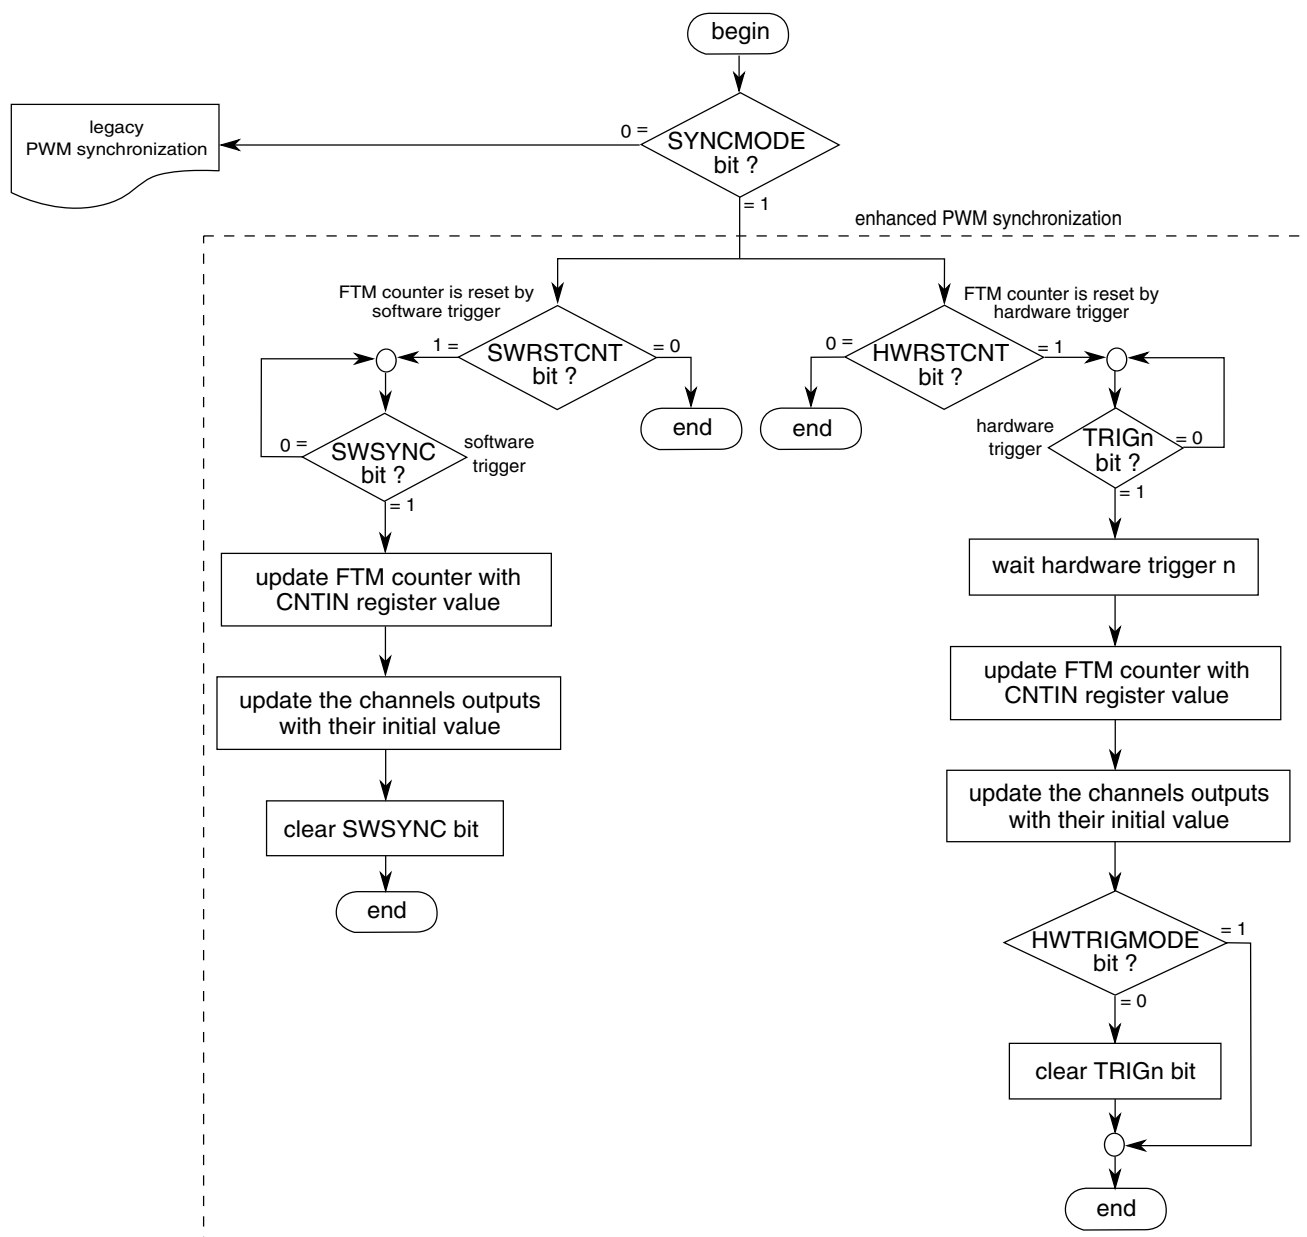 begin
legacy
PWM synchronization
0 =
SYNCMODE
bit ?
= 1
enhanced PWM synchronization
FTM counter is reset by
software trigger
1 =
SWRSTCNT
bit ?
= 0
end
FTM counter is reset by
hardware trigger
0 =
HWRSTCNT
bit ?
= 1
end
0 =
SWSYNC
bit ?
software
trigger
= 1
hardware
trigger
TRIGn
bit ?
= 0
= 1
update FTM counter with
CNTIN register value
update the channels outputs
with their initial value
clear SWSYNC bit
end
wait hardware trigger n
update FTM counter with
CNTIN register value
update the channels outputs
with their initial value
HWTRIGMODE
bit ?
= 1
= 0
clear TRIGn bit
end